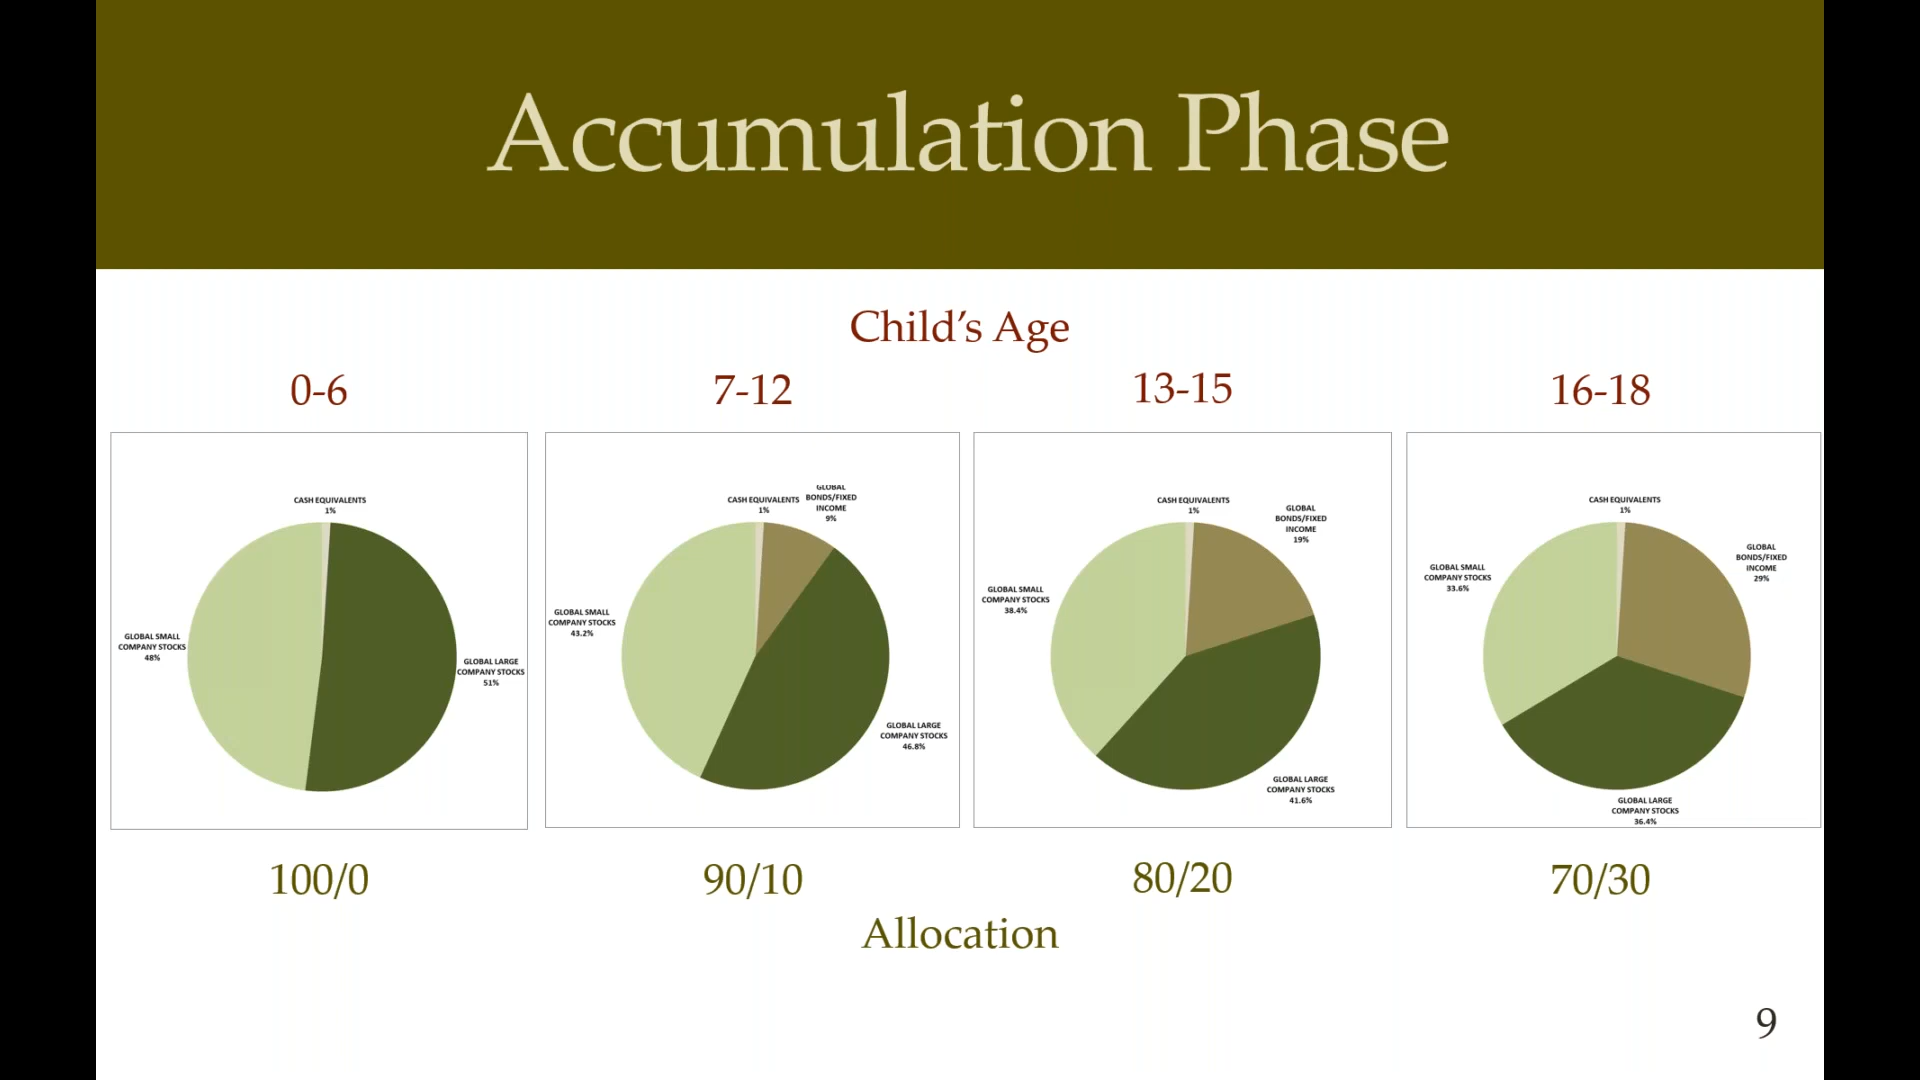 Accumulation Phase
Child’s Age
0-6
7-12
13-15
16-18
CASH EQUIVALENTS
1%
GLOBAL SMALL
COMPANY STOCKS
48%
GLOBAL LARGE
COMPANY STOCKS
51%
CASH EQUIVALENTS
1%
GLOBAL
BONDS/FIXED
INCOME
9%
GLOBAL SMALL
COMPANY STOCKS
43.2%
GLOBAL LARGE
COMPANY STOCKS
46.8%
CASH EQUIVALENTS
1%
GLOBAL
BONDS/FIXED
INCOME
19%
GLOBAL SMALL
COMPANY STOCKS
38.4%
GLOBAL LARGE
COMPANY STOCKS
41.6%
CASH EQUIVALENTS
1%
GLOBAL
BONDS/FIXED
INCOME
29%
GLOBAL SMALL
COMPANY STOCKS
33.6%
GLOBAL LARGE
COMPANY STOCKS
36.4%
100/0
90/10
80/20
70/30
Allocation
9